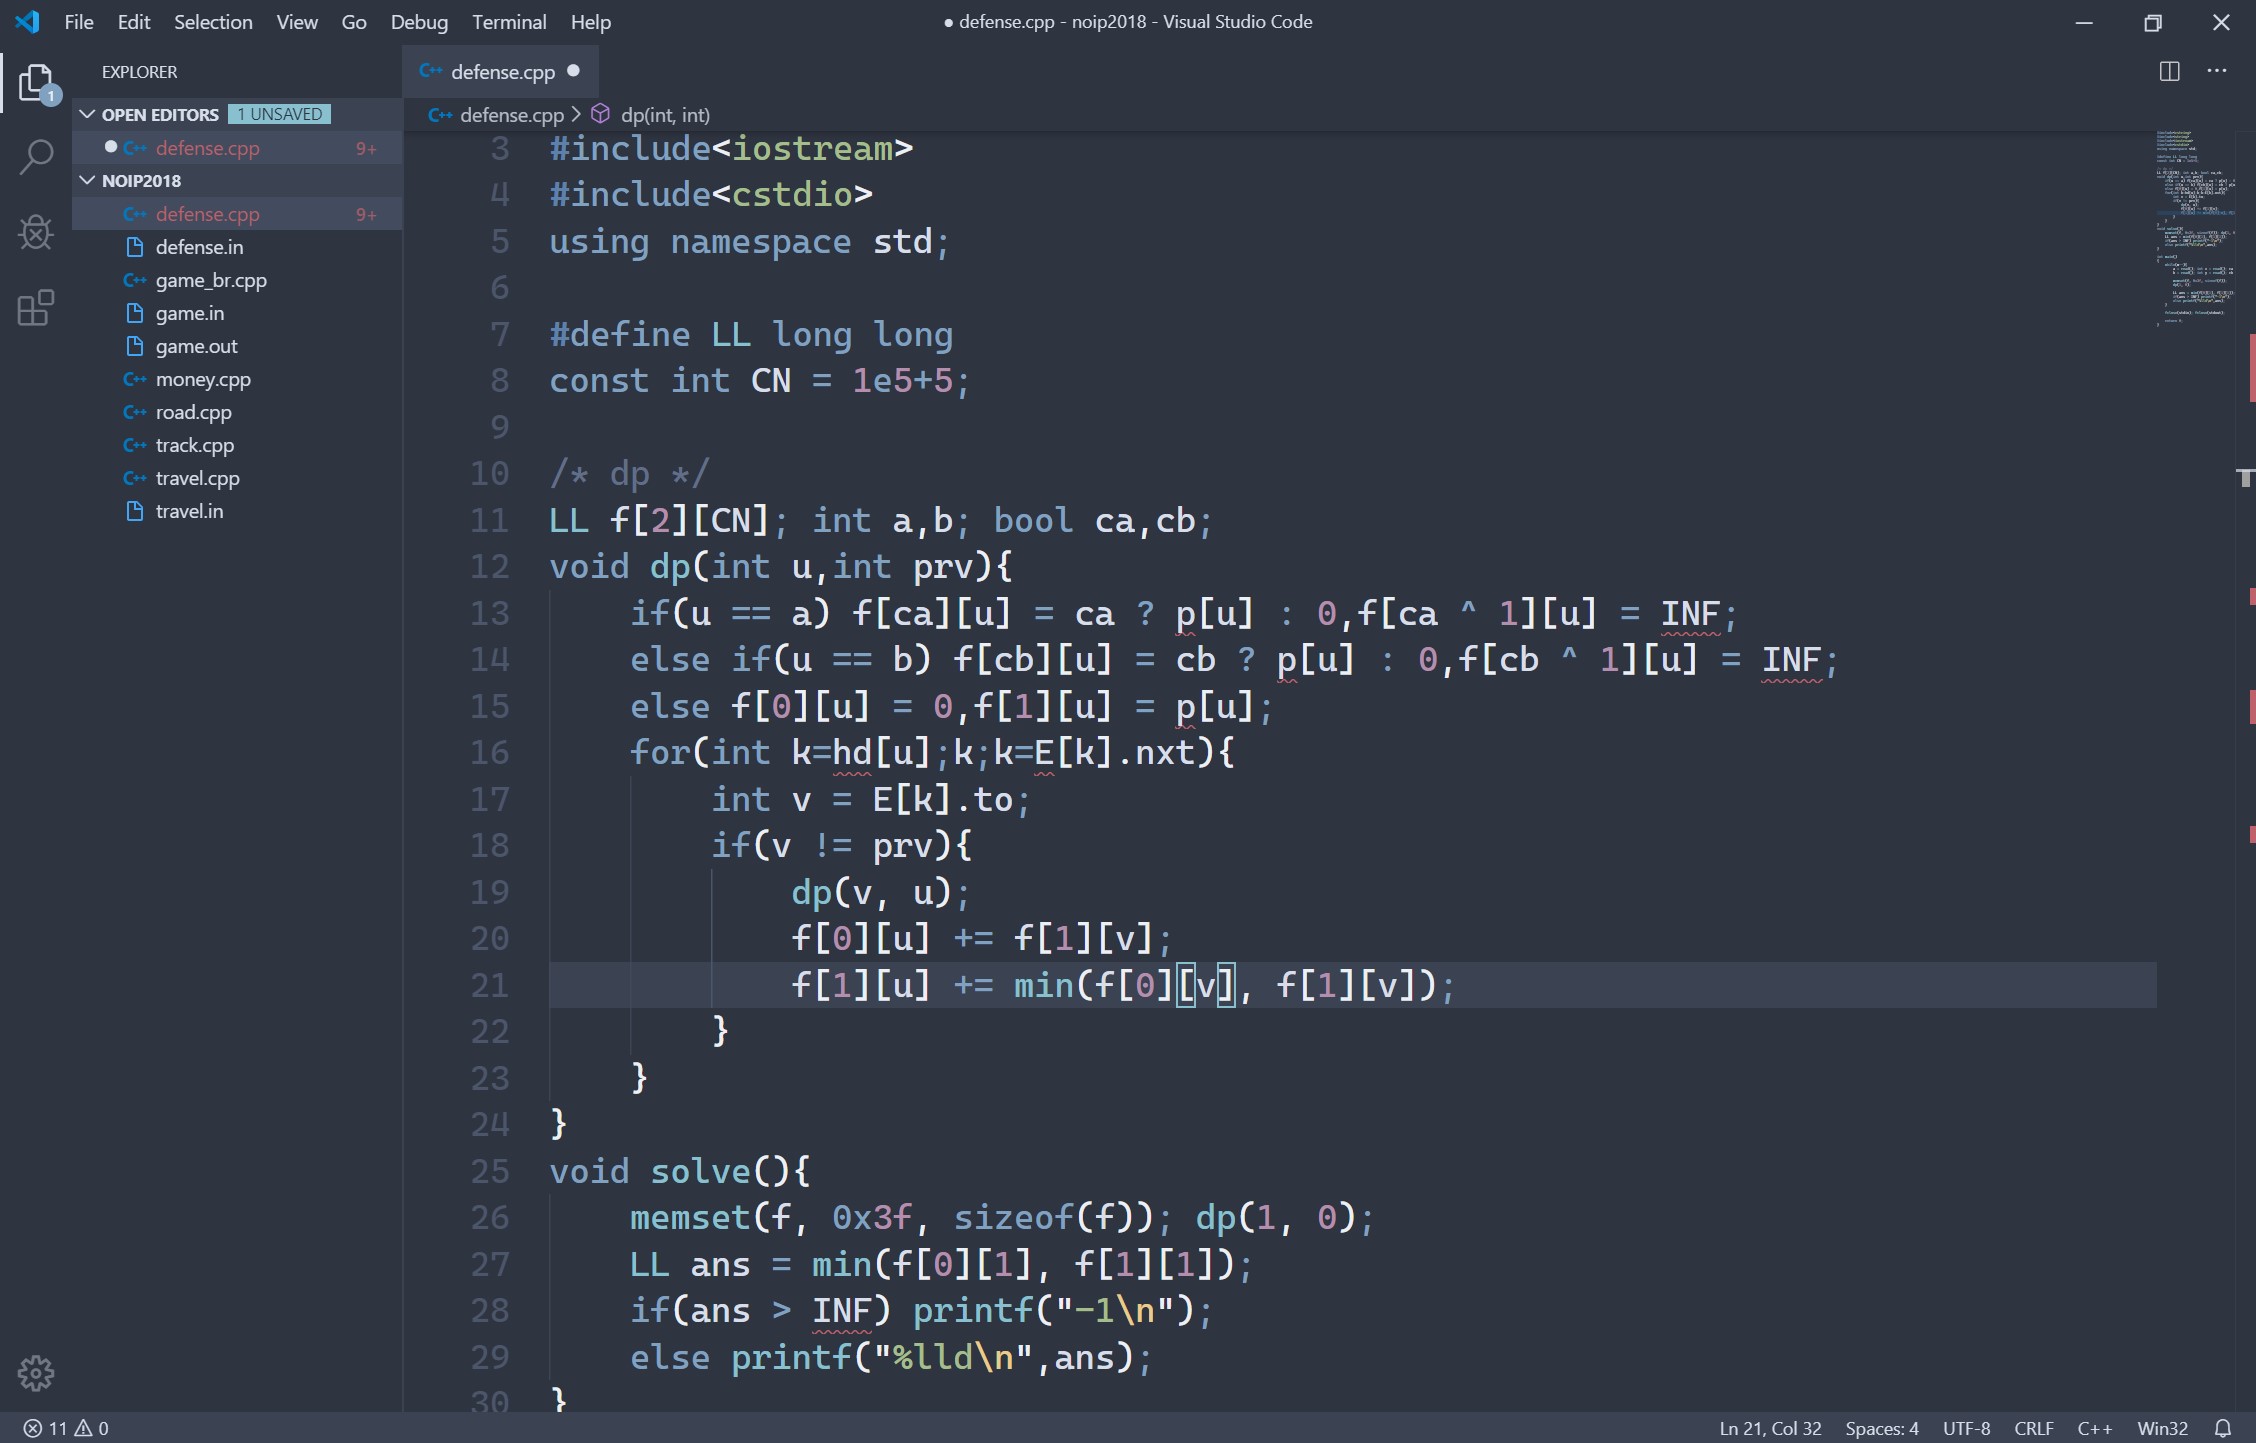 File Edit Selection View Go Debug Terminal Help
● defense.cpp - noip2018 - Visual Studio Code
EXPLORER
1
OPEN EDITORS 1 UNSAVED
C++ defense.cpp 9+
NOIP2018
C++ defense.cpp 9+
defense.in
C++ game_br.cpp
game.in
game.out
C++ money.cpp
C++ road.cpp
C++ track.cpp
C++ travel.cpp
travel.in
C++ defense.cpp ●
C++ defense.cpp > dp(int, int)
3 #include<iostream>
4 #include<cstdio>
5 using namespace std;
6
7 #define LL long long
8 const int CN = 1e5+5;
9
10 /* dp */
11 LL f[2][CN]; int a,b; bool ca,cb;
12 void dp(int u,int prv){
13 if(u == a) f[ca][u] = ca ? p[u] : 0,f[ca ^ 1][u] = INF;
14 else if(u == b) f[cb][u] = cb ? p[u] : 0,f[cb ^ 1][u] = INF;
15 else f[0][u] = 0,f[1][u] = p[u];
16 for(int k=hd[u];k;k=E[k].nxt){
17 int v = E[k].to;
18 if(v != prv){
19 dp(v, u);
20 f[0][u] += f[1][v];
21 f[1][u] += min(f[0][v], f[1][v]);
22 }
23 }
24 }
25 void solve(){
26 memset(f, 0x3f, sizeof(f)); dp(1, 0);
27 LL ans = min(f[0][1], f[1][1]);
28 if(ans > INF) printf("-1\n");
29 else printf("%lld\n",ans);
30 }
11 0
Ln 21, Col 32 Spaces: 4 UTF-8 CRLF C++ Win32